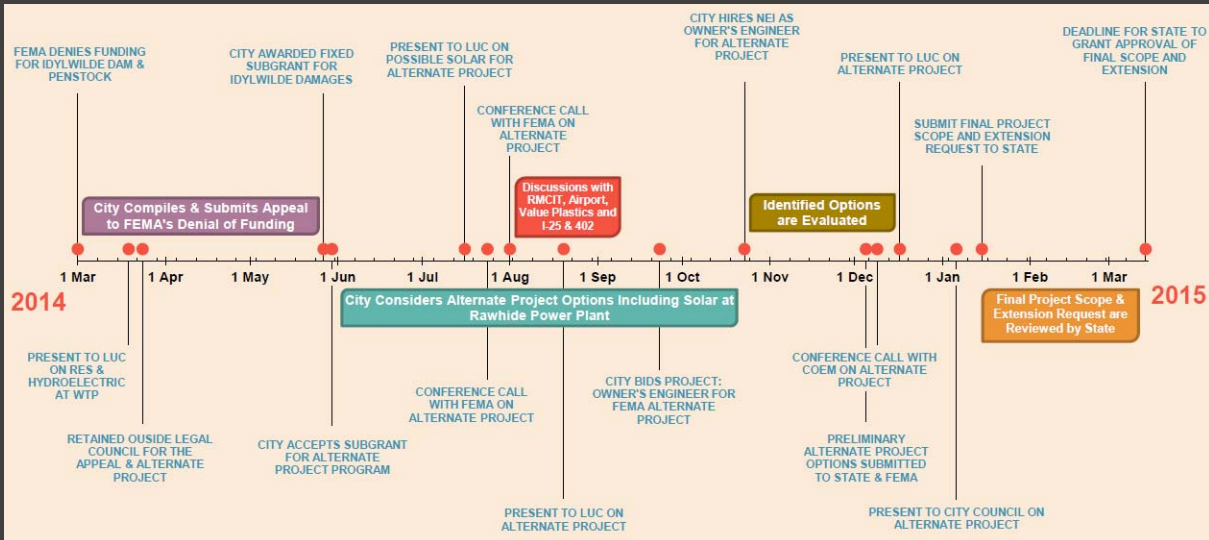 FEMA DENIES FUNDING
FOR IDYLWILDE DAM &
PENSTOCK
CITY AWARDED FIXED
SUBGRANT FOR
IDYLWILDE DAMAGES
PRESENT TO LUC ON
POSSIBLE SOLAR FOR
ALTERNATE PROJECT
CONFERENCE CALL
WITH FEMA ON
ALTERNATE
PROJECT
CITY HIRES NEI AS
OWNER'S ENGINEER
FOR ALTERNATE
PROJECT
PRESENT TO LUC ON
ALTERNATE PROJECT
SUBMIT FINAL PROJECT
SCOPE AND EXTENSION
REQUEST TO STATE
DEADLINE FOR STATE TO
GRANT APPROVAL OF
FINAL SCOPE AND
EXTENSION
City Compiles & Submits Appeal
to FEMA's Denial of Funding
Discussions with
RMCIT, Airport,
Value Plastics and
I-25 & 402
Identified Options
are Evaluated
1 Mar
1 Apr
1 May
1 Jun
1 Jul
1 Aug
1 Sep
1 Oct
1 Nov
1 Dec
1 Jan
1 Feb
1 Mar
2014
2015
City Considers Alternate Project Options Including Solar at
Rawhide Power Plant
Final Project Scope &
Extension Request are
Reviewed by State
PRESENT TO LUC
ON RES &
HYDROELECTRIC
AT WTP
RETAINED OUSIDE LEGAL
COUNCIL FOR THE
APPEAL & ALTERNATE
PROJECT
CITY ACCEPTS SUBGRANT
FOR ALTERNATE
PROJECT PROGRAM
CONFERENCE CALL
WITH FEMA ON
ALTERNATE PROJECT
PRESENT TO LUC ON
ALTERNATE PROJECT
CITY BIDS PROJECT:
OWNER'S ENGINEER FOR
FEMA ALTERNATE
PROJECT
CONFERENCE CALL WITH
COEM ON ALTERNATE
PROJECT
PRELIMINARY
ALTERNATE PROJECT
OPTIONS SUBMITTED
TO STATE & FEMA
PRESENT TO CITY COUNCIL ON
ALTERNATE PROJECT